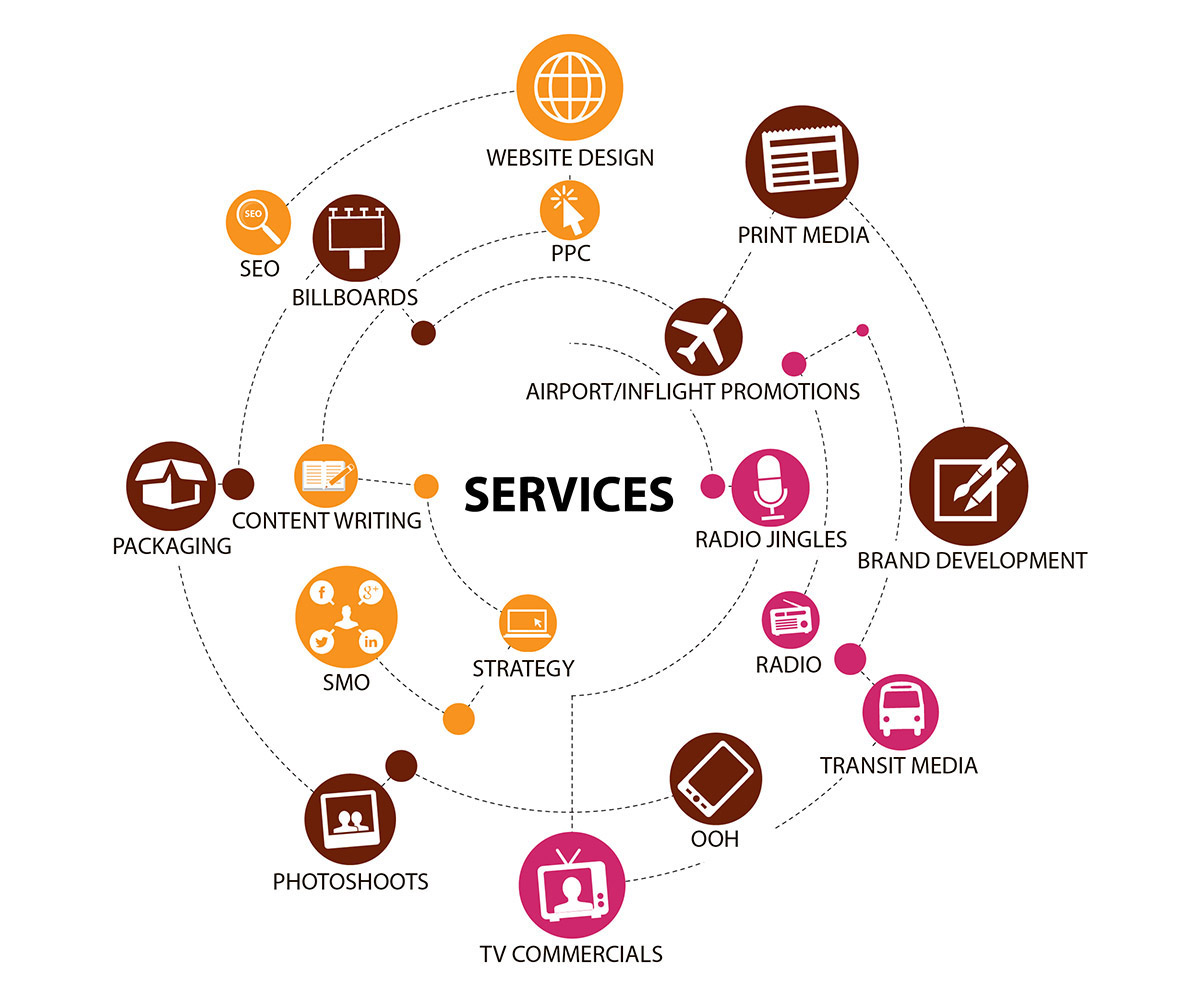 WEBSITE DESIGN
PRINT MEDIA
SEO
SEO
PPC
BILLBOARDS
AIRPORT/INFLIGHT PROMOTIONS
SERVICES
CONTENT WRITING
PACKAGING
RADIO JINGLES
BRAND DEVELOPMENT
f
g+
in
SMO
STRATEGY
RADIO
TRANSIT MEDIA
OOH
PHOTOSHOOTS
TV COMMERCIALS